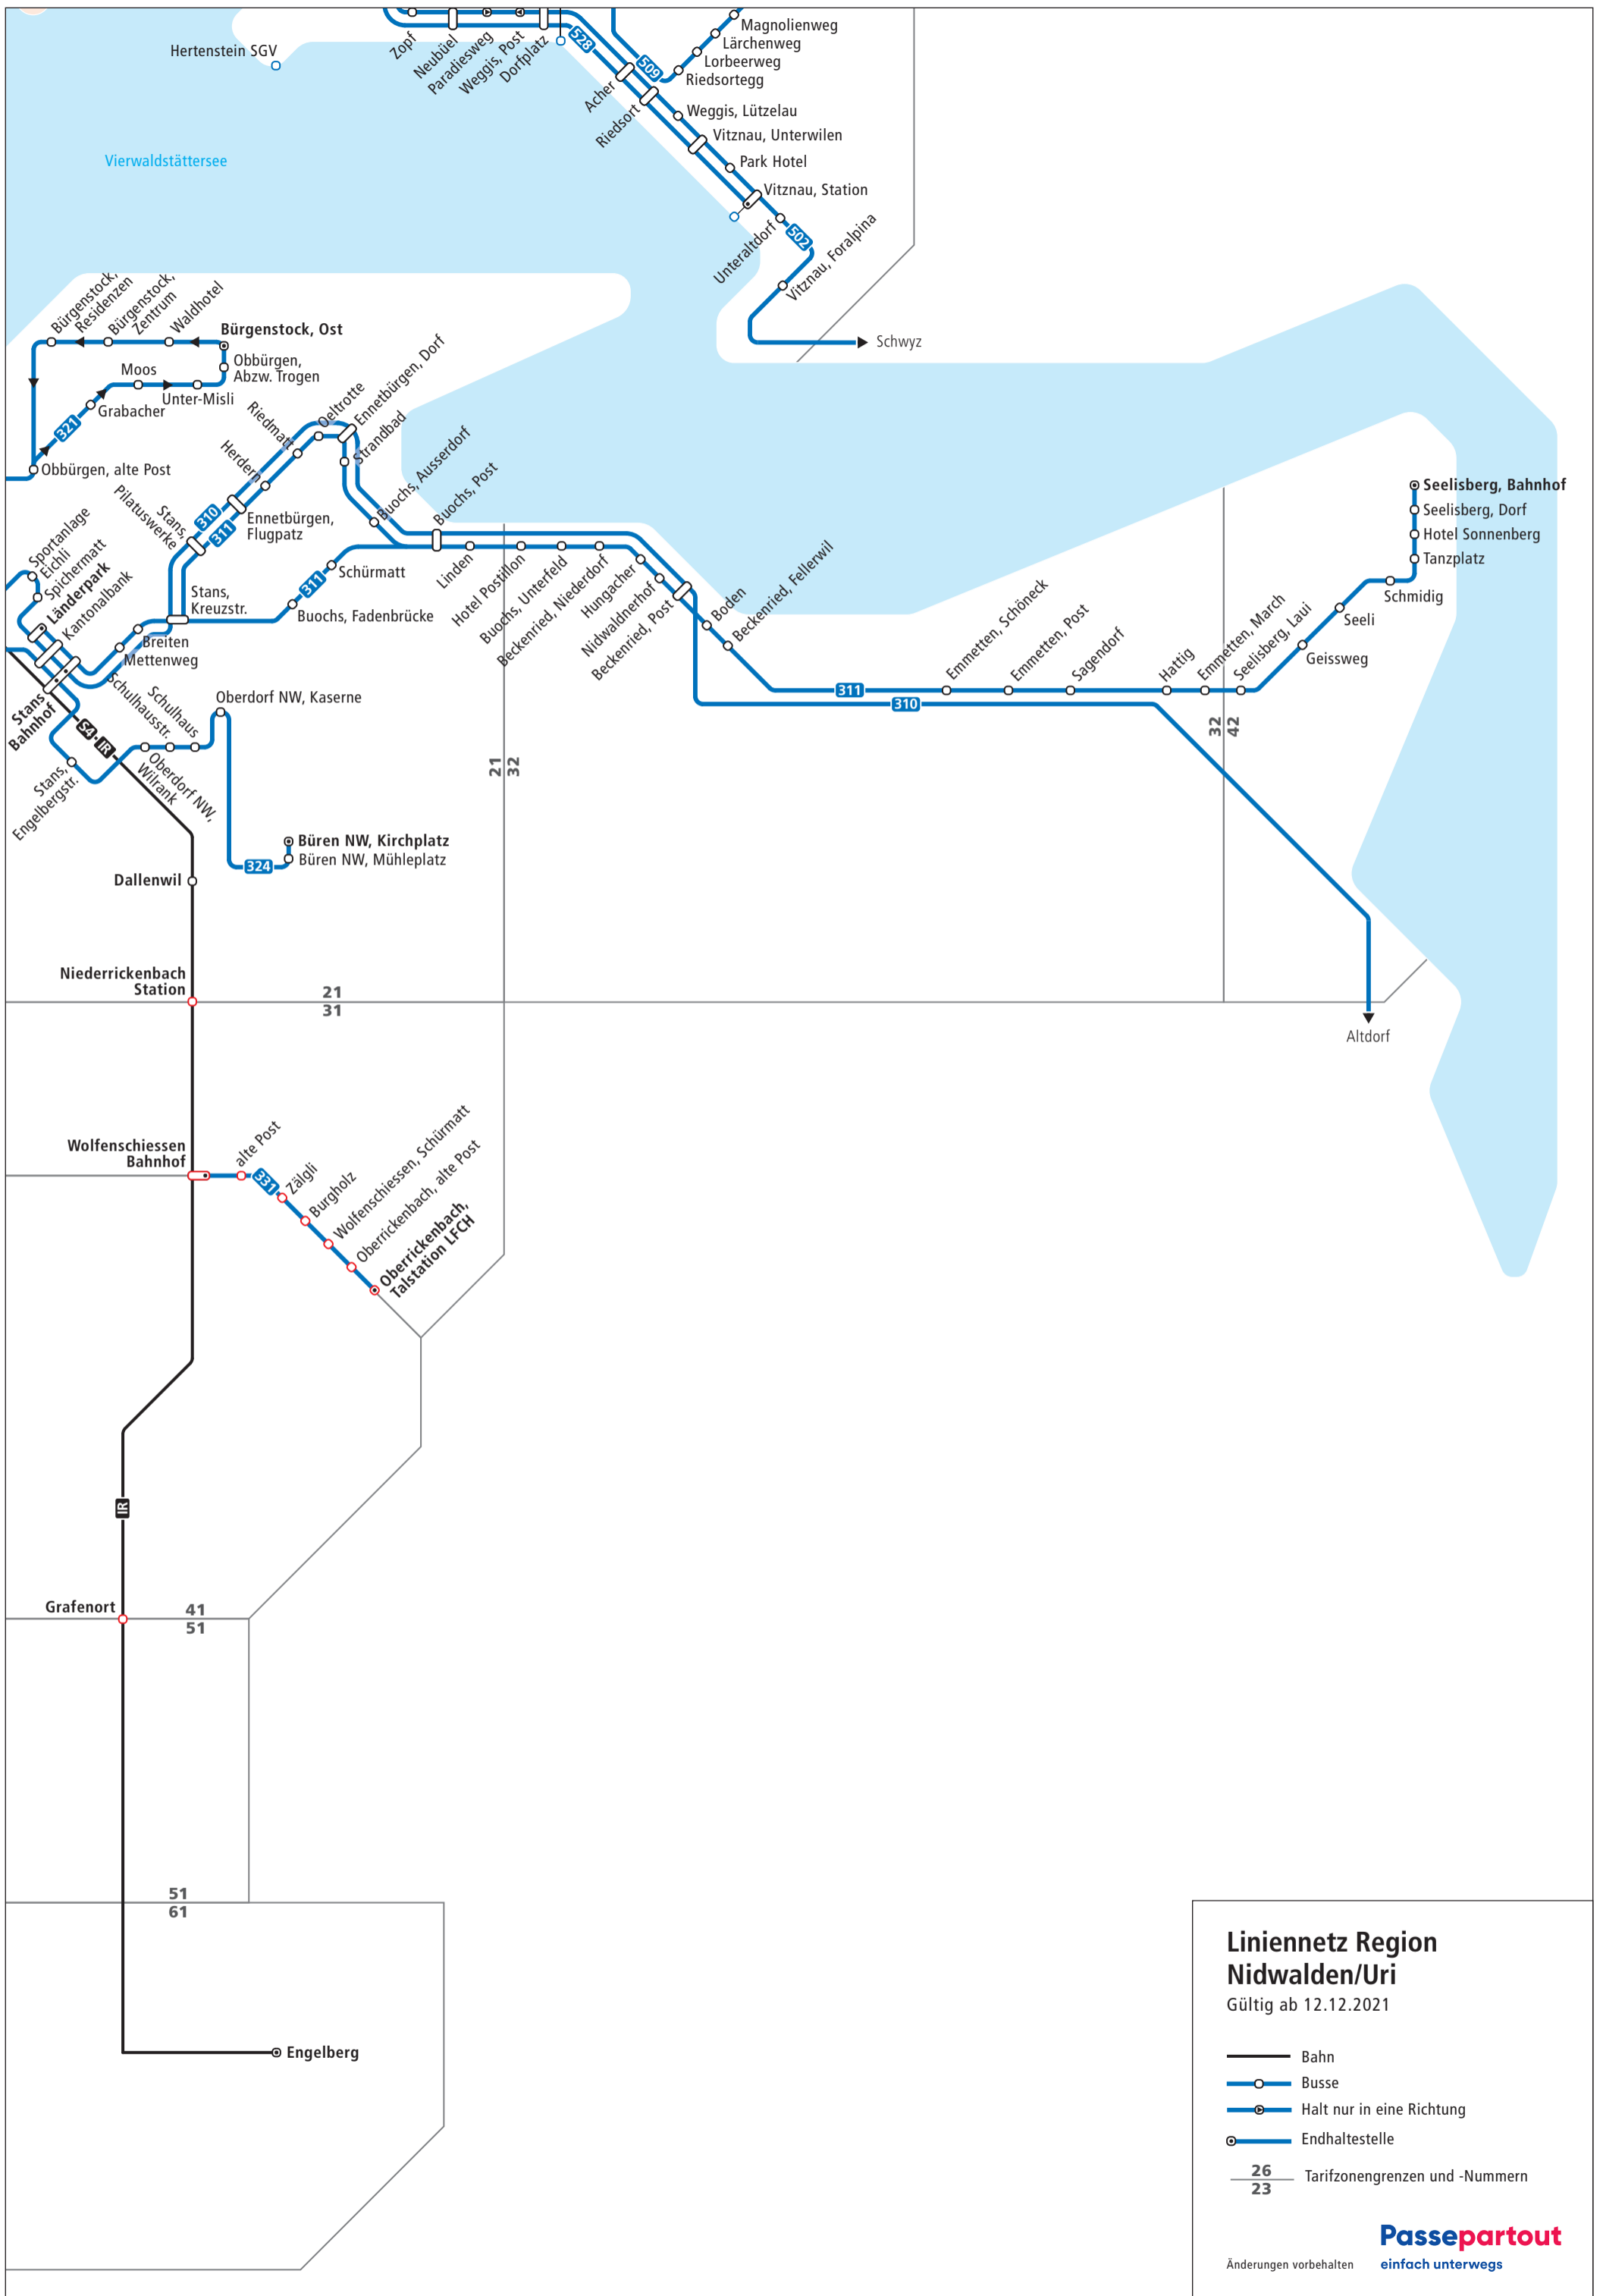 Zopf
Neubüel
Paradiesweg
Weggis, Post
Dorfplatz
528
509
Magnolienweg
Lärchenweg
Lorbeerweg
Riedsortegg
Hertenstein SGV
Acher
Riedsort
Weggis, Lützelau
Vitznau, Unterwilen
Park Hotel
Vitznau, Station
Vierwaldstättersee
Unteraltdorf
502
Vitznau, Foralpina
Schwyz
Bürgenstock,
Residenzen
Bürgenstock,
Zentrum
Waldhotel
Bürgenstock, Ost
Obbürgen,
Abzw. Trogen
Moos
Unter-Misli
Grabacher
321
Obbürgen, alte Post
Riedmatt
Oeltrotte
Ennetbürgen, Dorf
Strandbad
Herdern
Buochs, Ausserdorf
Buochs, Post
Stans,
Pilatuswerke
310
311
Ennetbürgen,
Flugpatz
Sportanlage
Eichli
Spichermatt
Länderpark
Kantonalbank
Stans,
Kreuzstr.
311
Schürmatt
Buochs, Fadenbrücke
Breiten
Mettenweg
Linden
Hotel Postillon
Buochs, Unterfeld
Beckenried, Niederdorf
Hungacher
Nidwaldnerhof
Beckenried, Post
Boden
Beckenried, Fellerwil
Emmetten, Schöneck
Emmetten, Post
Sagendorf
Hattig
Emmetten, March
Seelisberg, Laui
Geissweg
Seeli
Schmidig
Tanzplatz
Hotel Sonnenberg
Seelisberg, Dorf
Seelisberg, Bahnhof
311
310
32
42
21
32
Stans
Bahnhof
S4·IR
Schulhausstr.
Schulhaus
Oberdorf NW, Kaserne
Stans,
Engelbergstr.
Oberdorf NW,
Wilrank
Büren NW, Kirchplatz
Büren NW, Mühleplatz
324
Dallenwil
Niederrickenbach
Station
21
31
Altdorf
Wolfenschiessen
Bahnhof
alte Post
331
Zälgli
Burgholz
Wolfenschiessen, Schürmatt
Oberrickenbach, alte Post
Oberrickenbach,
Talstation LFCH
IR
Grafenort
41
51
51
61
Engelberg
Liniennetz Region
Nidwalden/Uri
Gültig ab 12.12.2021
Bahn
Busse
Halt nur in eine Richtung
Endhaltestelle
26
23
Tarifzonengrenzen und -Nummern
Passepartout
Änderungen vorbehalten
einfach unterwegs